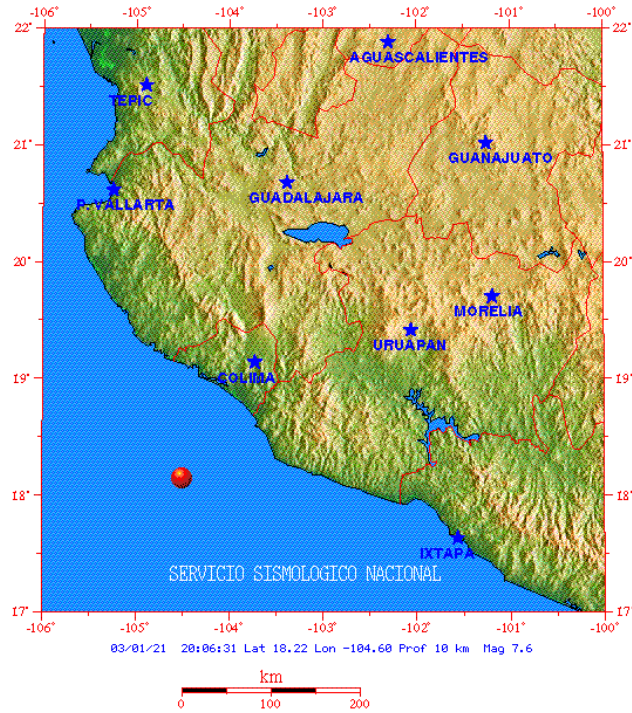 -106 -105 -104 -103 -102 -101 -100
22°
AGUASCALIENTES
TEPIC
21°
GUANAJUATO
GUADALAJARA
P. VALLARTA
20°
MORELIA
URUAPAN
19°
COLIMA
18°
IXTAPA
SERVICIO SISMOLOGICO NACIONAL
17°
-106 -105 -104 -103 -102 -101 -100
22°
21°
20°
19°
18°
17°
03/01/21 20:06:31 Lat 18.22 Lon -104.60 Prof 10 km Mag 7.6
km
0 100 200